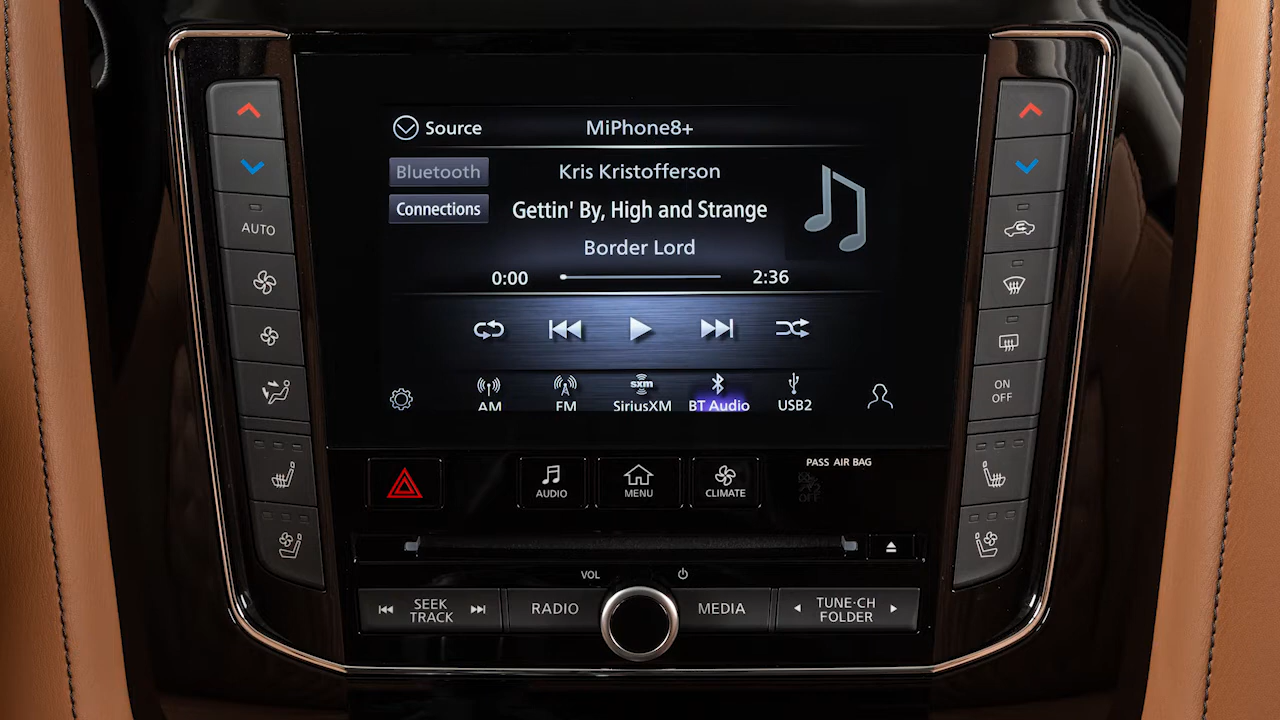 Source
MiPhone8+
Bluetooth
Kris Kristofferson
Connections
Gettin' By, High and Strange
Border Lord
0:00
2:36
AUTO
AM
FM
sxm
SiriusXM
BT Audio
USB2
ON
OFF
PASS AIR BAG
OFF
AUDIO
MENU
CLIMATE
VOL
SEEK
TRACK
RADIO
MEDIA
TUNE·CH
FOLDER